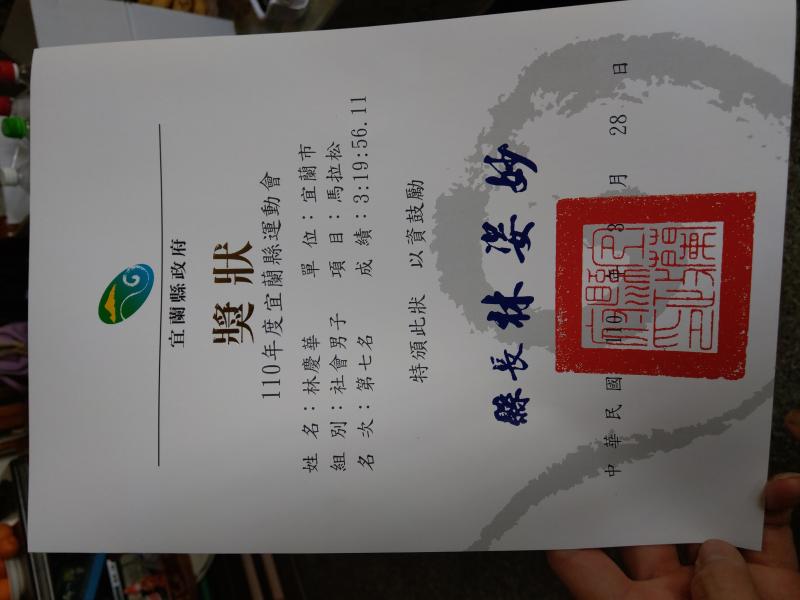 宜蘭縣政府
獎狀
110年度宜蘭縣運動會
姓 名：林慶華 單 位：宜蘭市
組 別：社會男子 項 目：馬拉松
名 次：第七名 成 績：3:19:56.11
特頒此狀 以資鼓勵
縣長林姿妙
中華民國 110 年 3 月 28 日